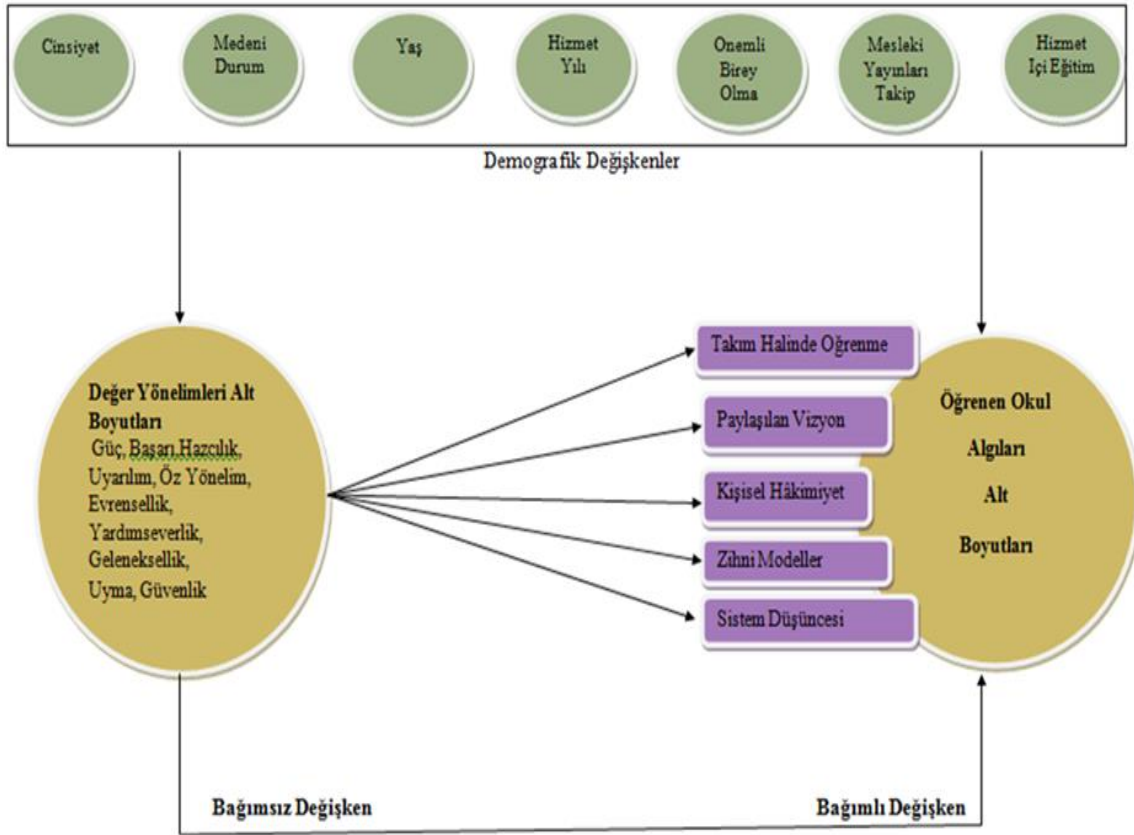 Cinsiyet
Medeni
Durum
Yaş
Hizmet
Yılı
Onemli
Birey
Olma
Mesleki
Yayınları
Takip
Hizmet
Içi Eğitim
Demografik Değişkenler
Değer Yönelimleri Alt
Boyutları
Güç, Başarı,Hazcılık,
Uyarılım, Öz Yönelim,
Evrensellik,
Yardımseverlik,
Geleneksellik,
Uyma, Güvenlik
Takım Halinde Oğrenme
Paylaşılan Vizyon
Kişisel Hâkimiyet
Zihni Modeller
Sistem Düşüncesi
Öğrenen Okul
Algıları
Alt
Boyutları
Bağımsız Değişken
Bağımlı Değişken